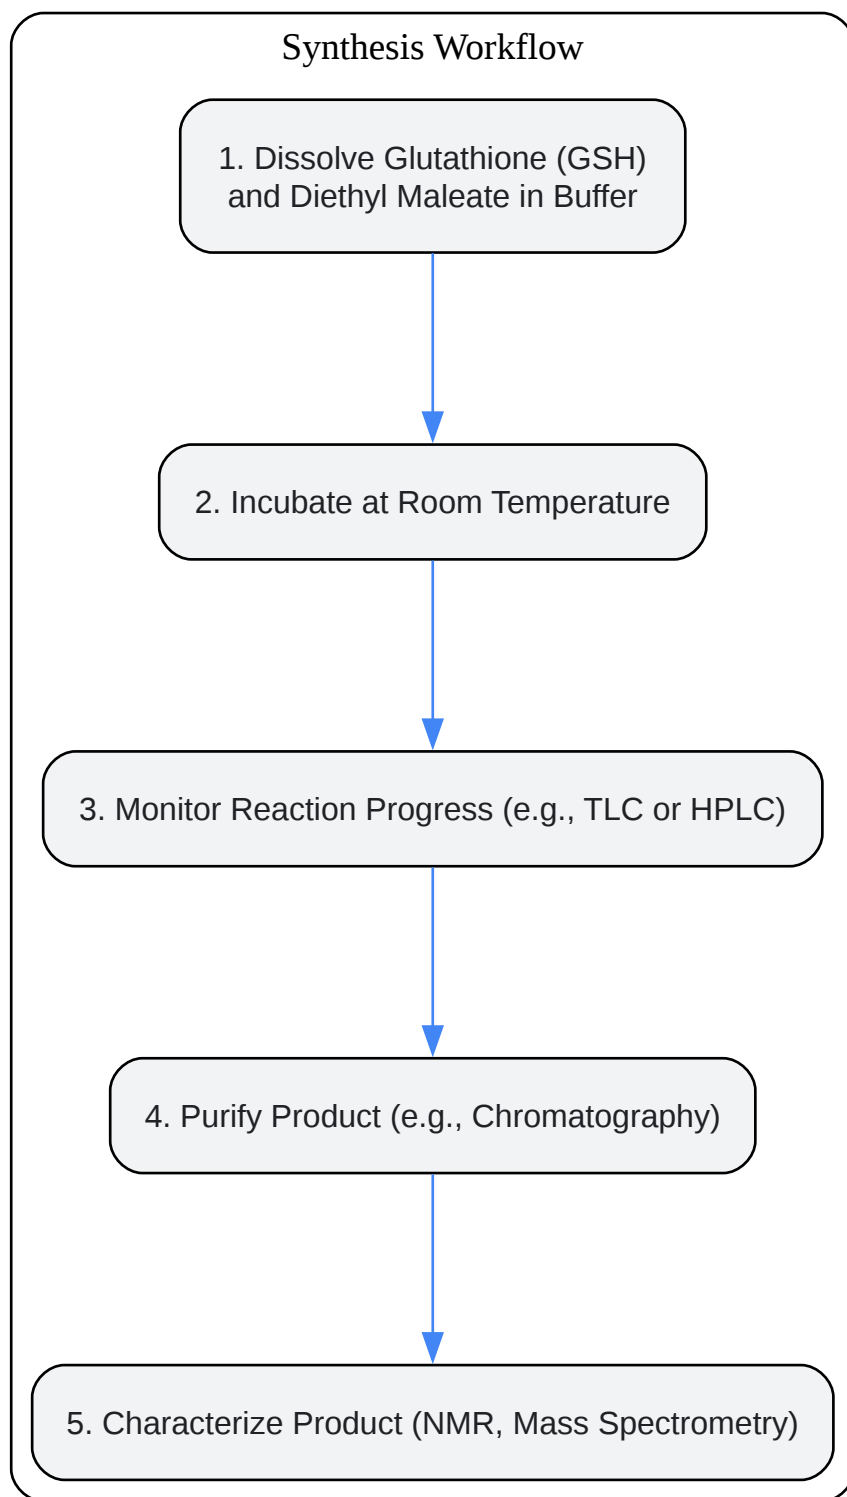 Synthesis Workflow
1. Dissolve Glutathione (GSH)
and Diethyl Maleate in Buffer
2. Incubate at Room Temperature
3. Monitor Reaction Progress (e.g., TLC or HPLC)
4. Purify Product (e.g., Chromatography)
5. Characterize Product (NMR, Mass Spectrometry)